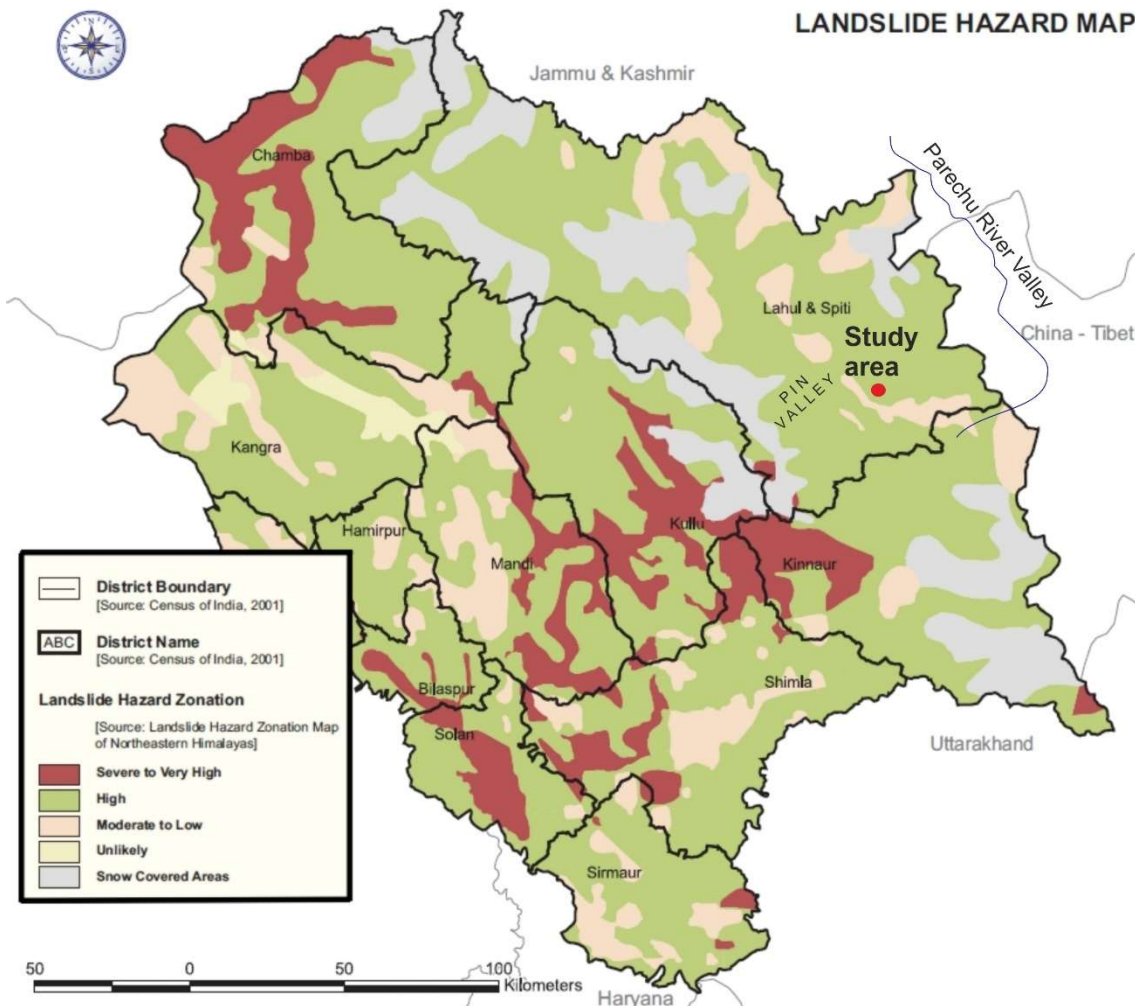 LANDSLIDE HAZARD MAP
N
Jammu & Kashmir
Chamba
Parechu River Valley
Lahul & Spiti
China - Tibet
Study
area
PIN
VALLEY
Kangra
Hamirpur
Mandi
Kullu
Kinnaur
Bilaspur
Shimla
Solan
Uttarakhand
Sirmaur
Haryana
District Boundary
[Source: Census of India, 2001]
ABC
District Name
[Source: Census of India, 2001]
Landslide Hazard Zonation
[Source: Landslide Hazard Zonation Map
of Northeastern Himalayas]
Severe to Very High
High
Moderate to Low
Unlikely
Snow Covered Areas
50 0 50 100
Kilometers